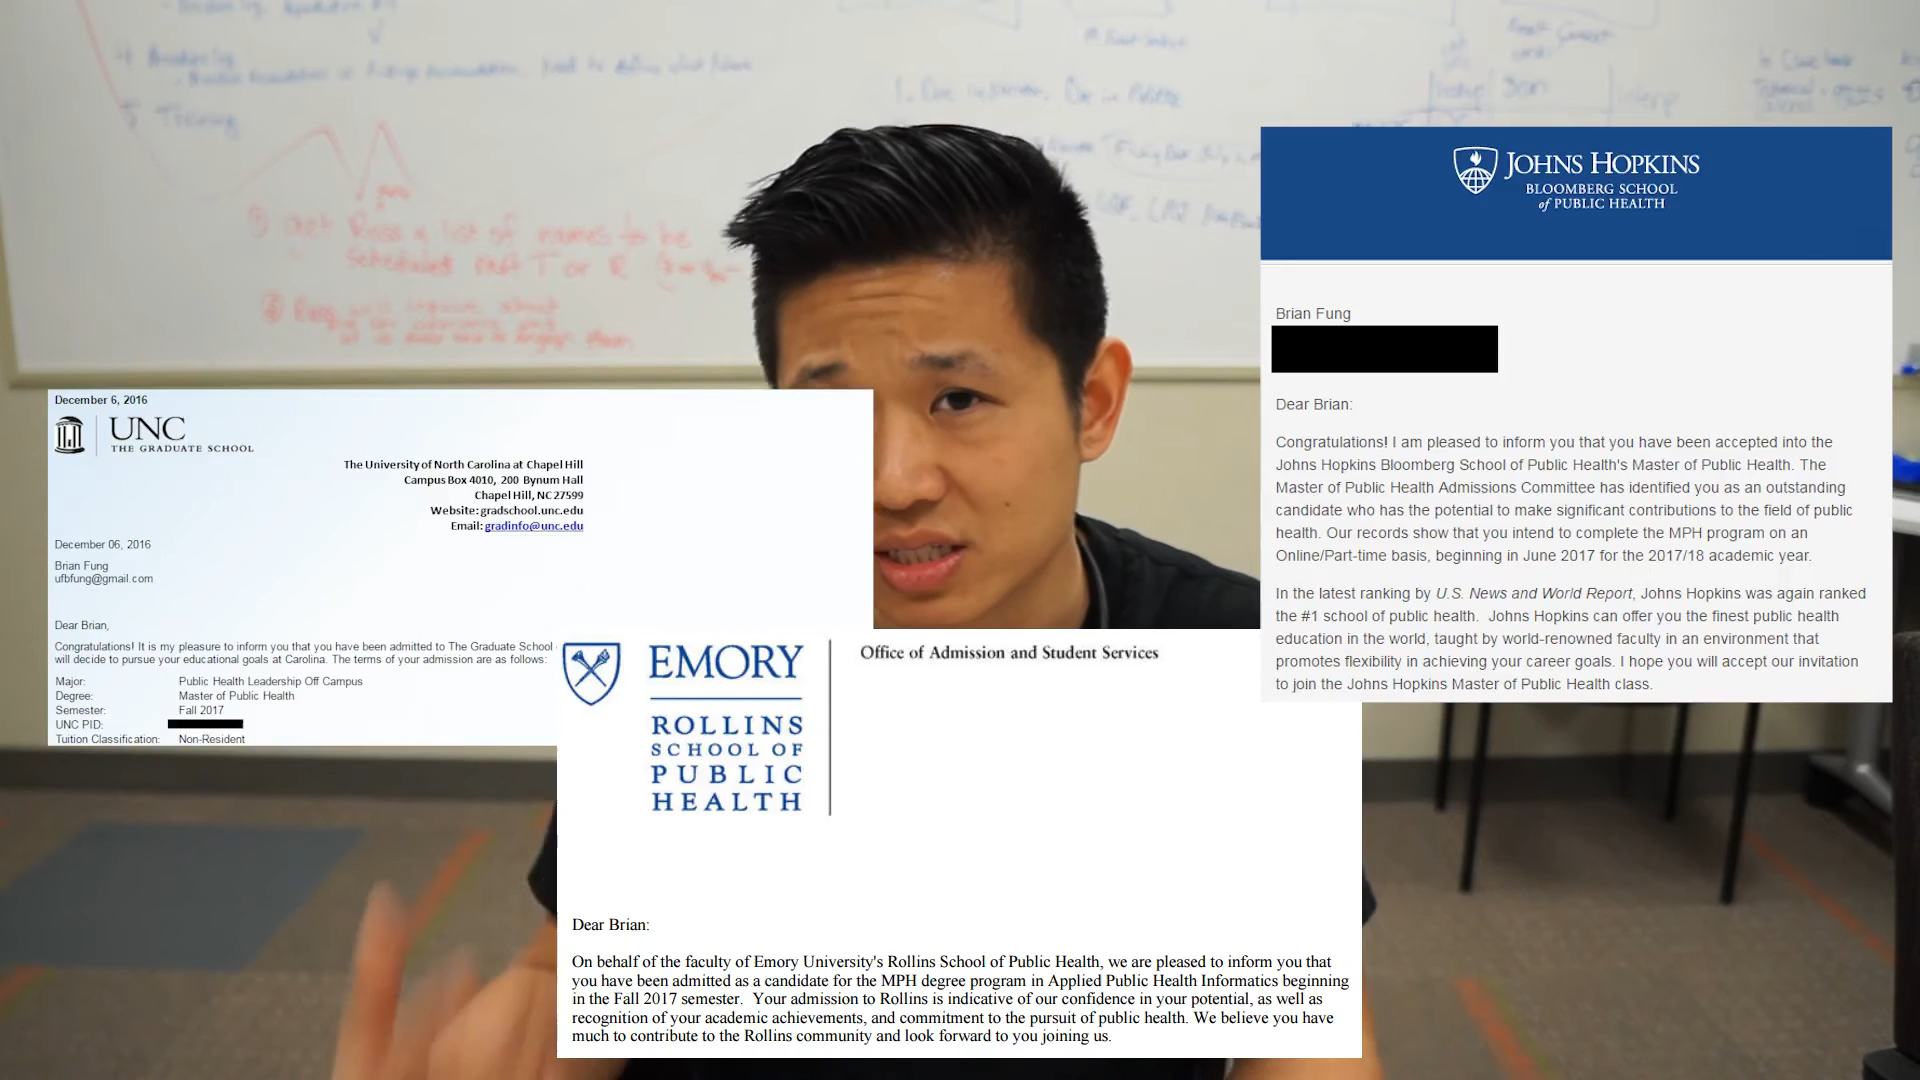 Training
① Get Ross a list of names to be
scheduled next T or R
December 6, 2016
UNC
THE GRADUATE SCHOOL
The University of North Carolina at Chapel Hill
Campus Box 4010, 200 Bynum Hall
Chapel Hill, NC 27599
Website: gradschool.unc.edu
Email: gradinfo@unc.edu
December 06, 2016
Brian Fung
ufbfung@gmail.com
Dear Brian,
Congratulations! It is my pleasure to inform you that you have been admitted to The Graduate School
will decide to pursue your educational goals at Carolina. The terms of your admission are as follows:
Major: Public Health Leadership Off Campus
Degree: Master of Public Health
Semester: Fall 2017
UNC PID:
Tuition Classification: Non-Resident
EMORY
ROLLINS
SCHOOL OF
PUBLIC
HEALTH
Office of Admission and Student Services
Dear Brian:
On behalf of the faculty of Emory University's Rollins School of Public Health, we are pleased to inform you that
you have been admitted as a candidate for the MPH degree program in Applied Public Health Informatics beginning
in the Fall 2017 semester. Your admission to Rollins is indicative of our confidence in your potential, as well as
recognition of your academic achievements, and commitment to the pursuit of public health. We believe you have
much to contribute to the Rollins community and look forward to you joining us.
JOHNS HOPKINS
BLOOMBERG SCHOOL
of PUBLIC HEALTH
Brian Fung
Dear Brian:
Congratulations! I am pleased to inform you that you have been accepted into the
Johns Hopkins Bloomberg School of Public Health's Master of Public Health. The
Master of Public Health Admissions Committee has identified you as an outstanding
candidate who has the potential to make significant contributions to the field of public
health. Our records show that you intend to complete the MPH program on an
Online/Part-time basis, beginning in June 2017 for the 2017/18 academic year.
In the latest ranking by U.S. News and World Report, Johns Hopkins was again ranked
the #1 school of public health. Johns Hopkins can offer you the finest public health
education in the world, taught by world-renowned faculty in an environment that
promotes flexibility in achieving your career goals. I hope you will accept our invitation
to join the Johns Hopkins Master of Public Health class.